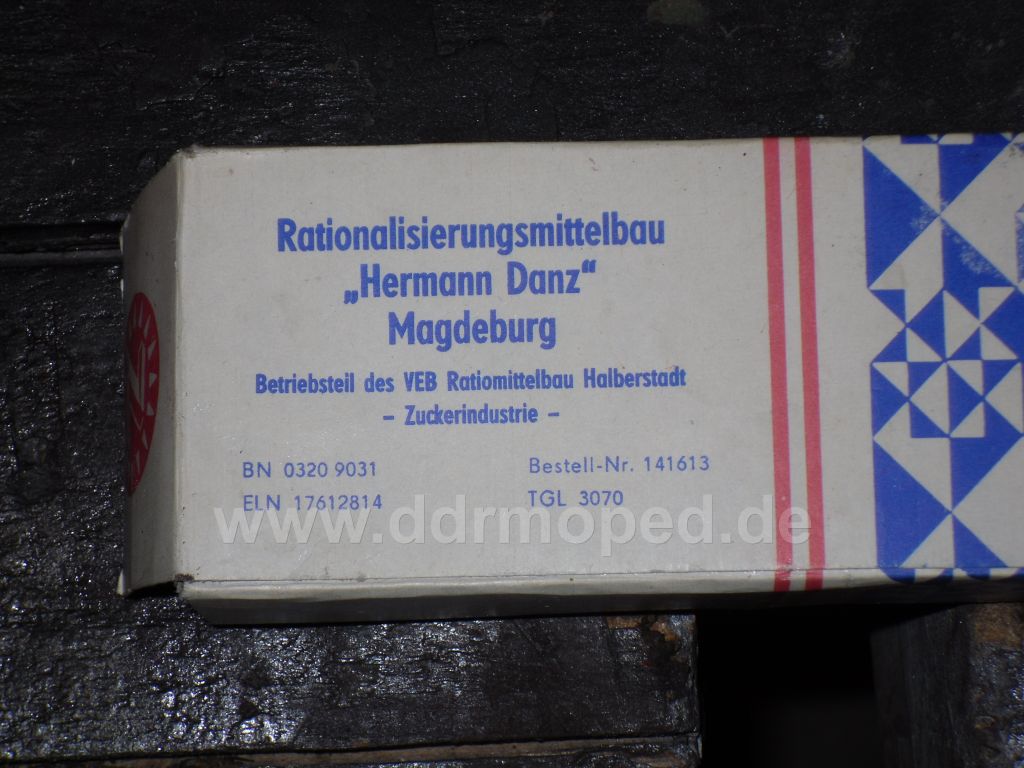 Rationalisierungsmittelbau
„Hermann Danz“
Magdeburg
Betriebsteil des VEB Ratiomittelbau Halberstadt
– Zuckerindustrie –
BN 0320 9031 Bestell-Nr. 141613
ELN 17612814 TGL 3070
www.ddrmoped.de